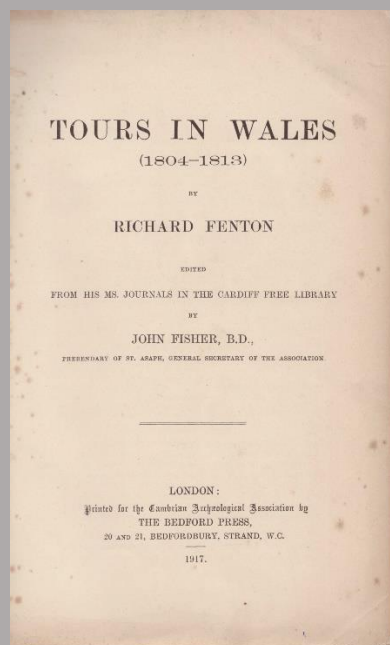 TOURS IN WALES
(1804–1813)
BY
RICHARD FENTON
EDITED
FROM HIS MS. JOURNALS IN THE CARDIFF FREE LIBRARY
BY
JOHN FISHER, B.D.,
PREBENDARY OF ST. ASAPH, GENERAL SECRETARY OF THE ASSOCIATION
LONDON:
Printed for the Cambrian Archæological Association by
THE BEDFORD PRESS,
20 AND 21, BEDFORDBURY, STRAND, W.C.
1917.